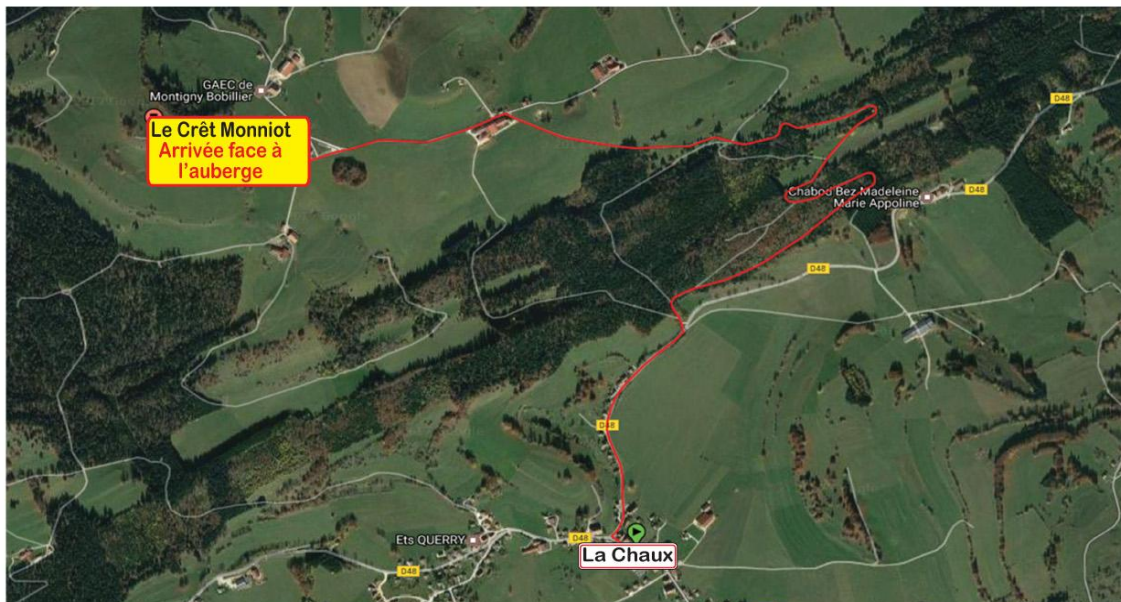 D48
GAEC de
Montigny Bobillier
Le Crêt Monniot
Arrivée face à
l'auberge
Chabod Bez Madeleine
Marie Appoline
D48
D48
D48
Ets QUERRY
D48
La Chaux
D48